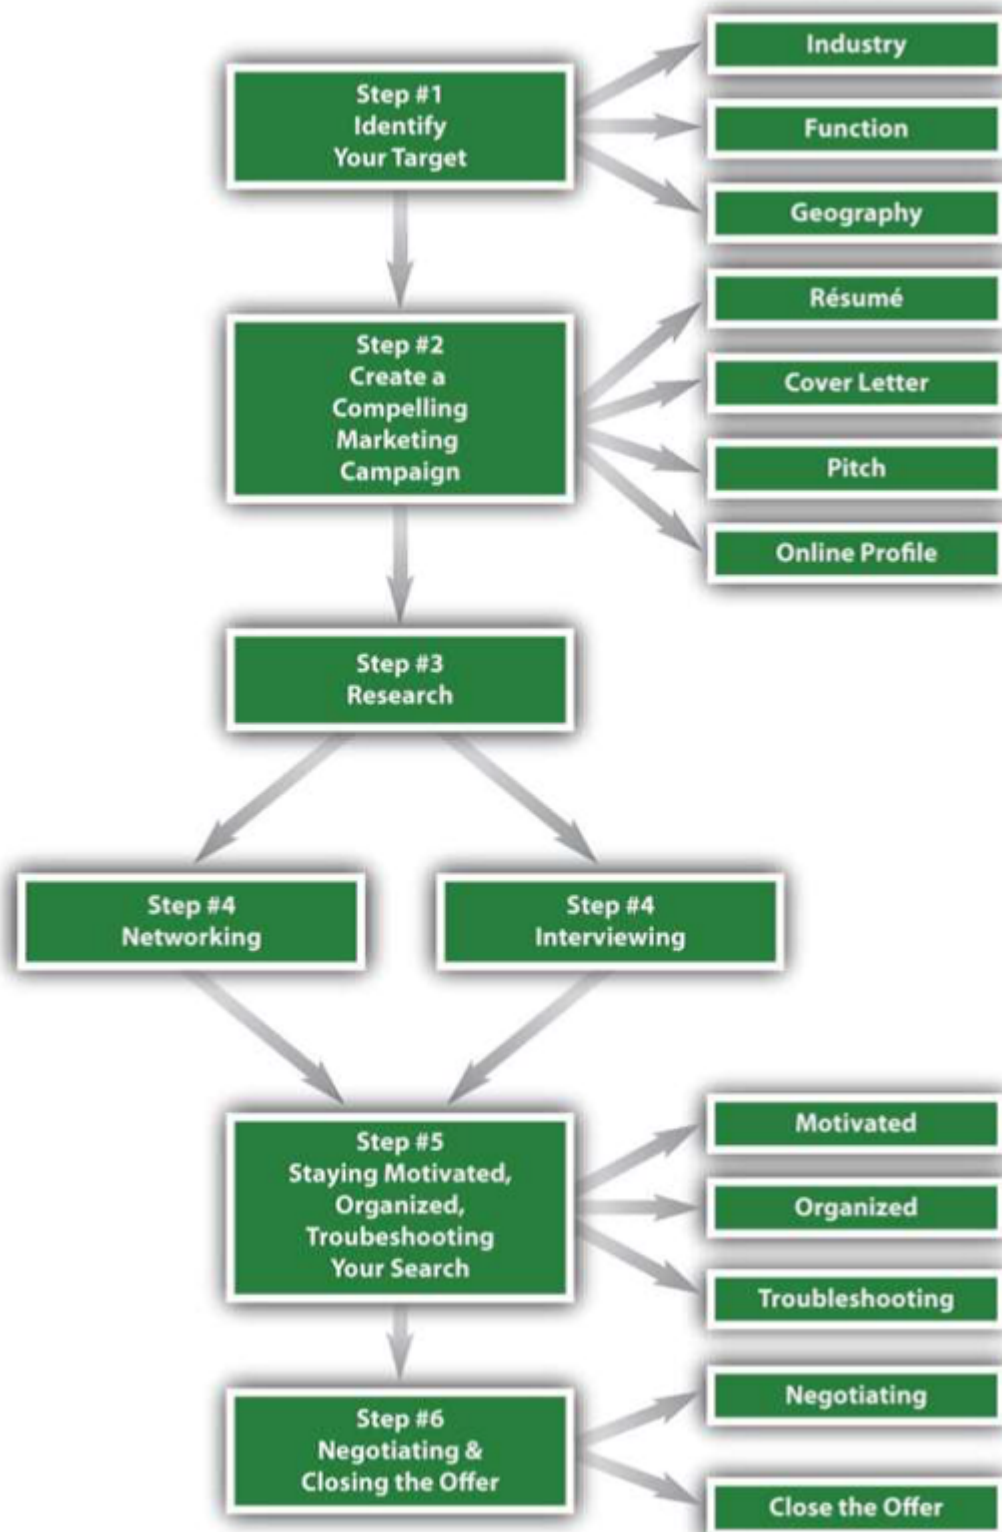 Step #1
Identify
Your Target
Industry
Function
Geography
Step #2
Create a
Compelling
Marketing
Campaign
Résumé
Cover Letter
Pitch
Online Profile
Step #3
Research
Step #4
Networking
Step #4
Interviewing
Step #5
Staying Motivated,
Organized,
Troubeshooting
Your Search
Motivated
Organized
Troubleshooting
Step #6
Negotiating &
Closing the Offer
Negotiating
Close the Offer